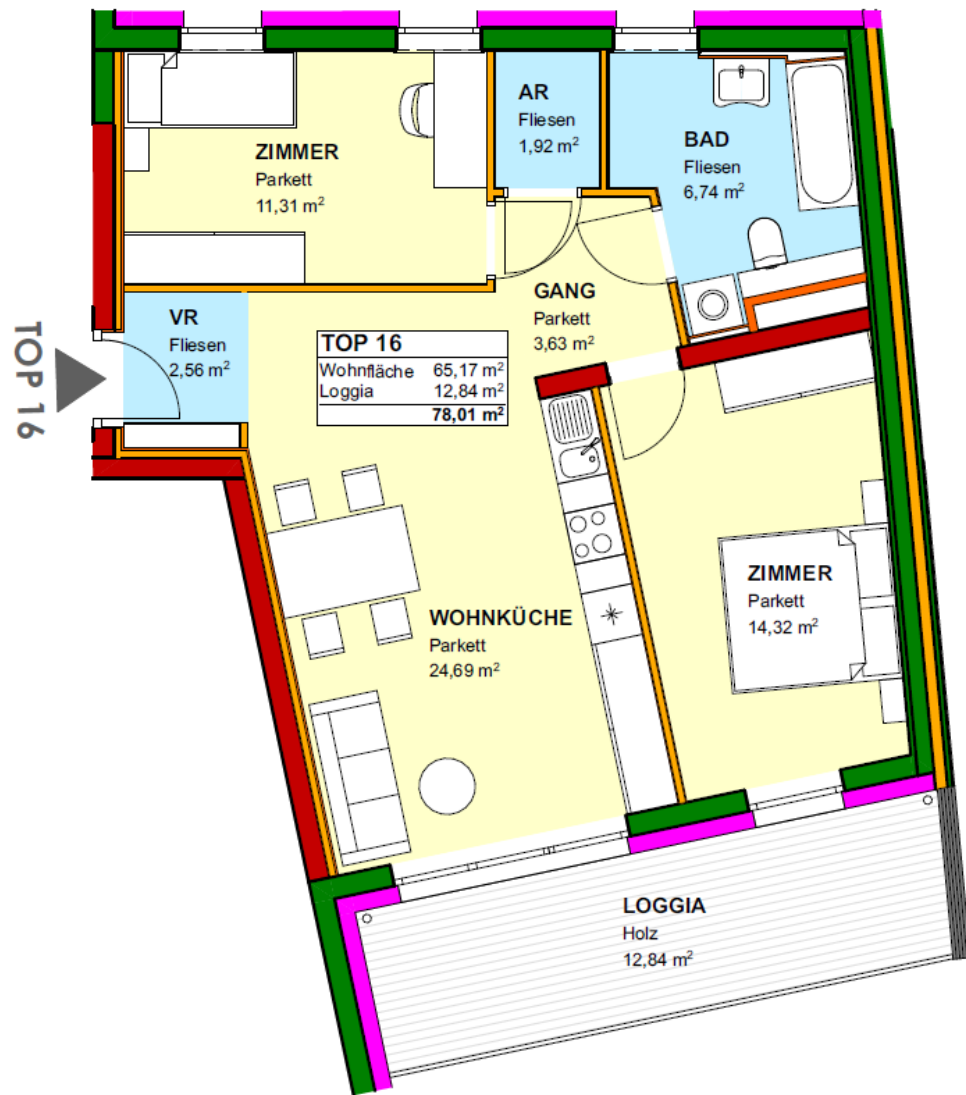 AR
Fliesen
1,92 m²
BAD
Fliesen
6,74 m²
ZIMMER
Parkett
11,31 m²
GANG
Parkett
3,63 m²
VR
Fliesen
2,56 m²
TOP 16
TOP 16
Wohnfläche 65,17 m²
Loggia 12,84 m²
78,01 m²
ZIMMER
Parkett
14,32 m²
WOHNKÜCHE
Parkett
24,69 m²
LOGGIA
Holz
12,84 m²